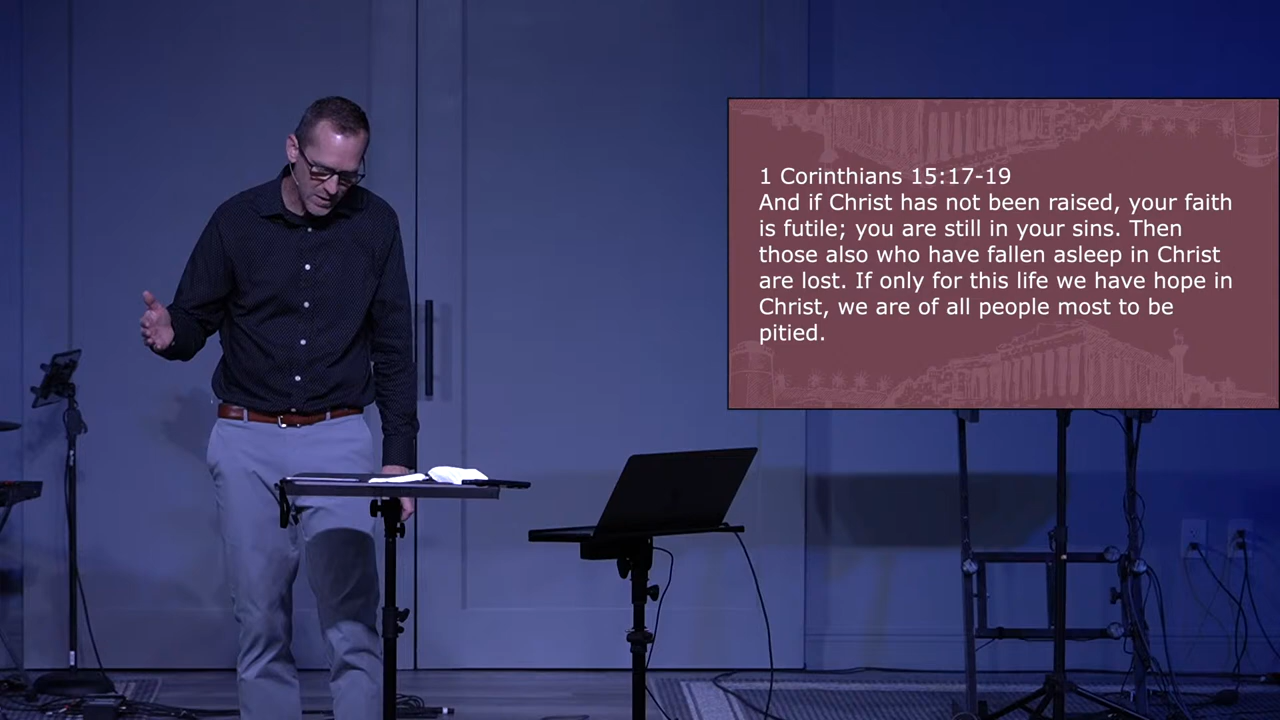 1 Corinthians 15:17-19
And if Christ has not been raised, your faith
is futile; you are still in your sins. Then
those also who have fallen asleep in Christ
are lost. If only for this life we have hope in
Christ, we are of all people most to be
pitied.